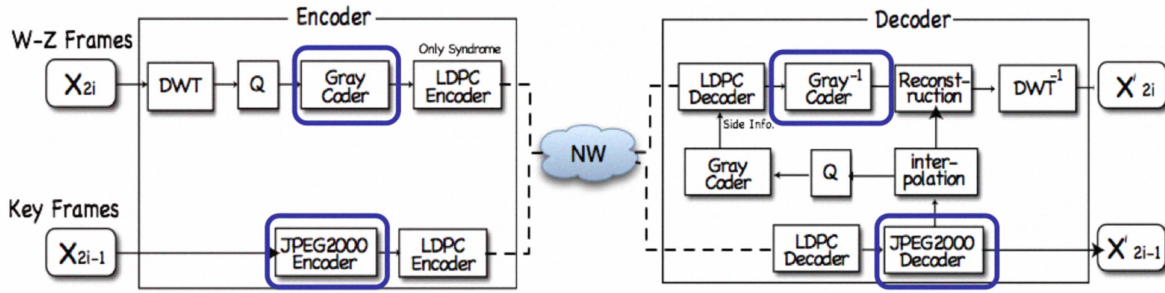 Encoder
Decoder
W-Z Frames
X2i
DWT
Q
Gray
Coder
Only Syndrome
LDPC
Encoder
NW
LDPC
Decoder
Gray-1
Coder
Reconst-
ruction
DWT-1
X' 2i
Side Info.
Gray
Coder
Q
inter-
polation
Key Frames
X2i-1
JPEG2000
Encoder
LDPC
Encoder
LDPC
Decoder
JPEG2000
Decoder
X' 2i-1